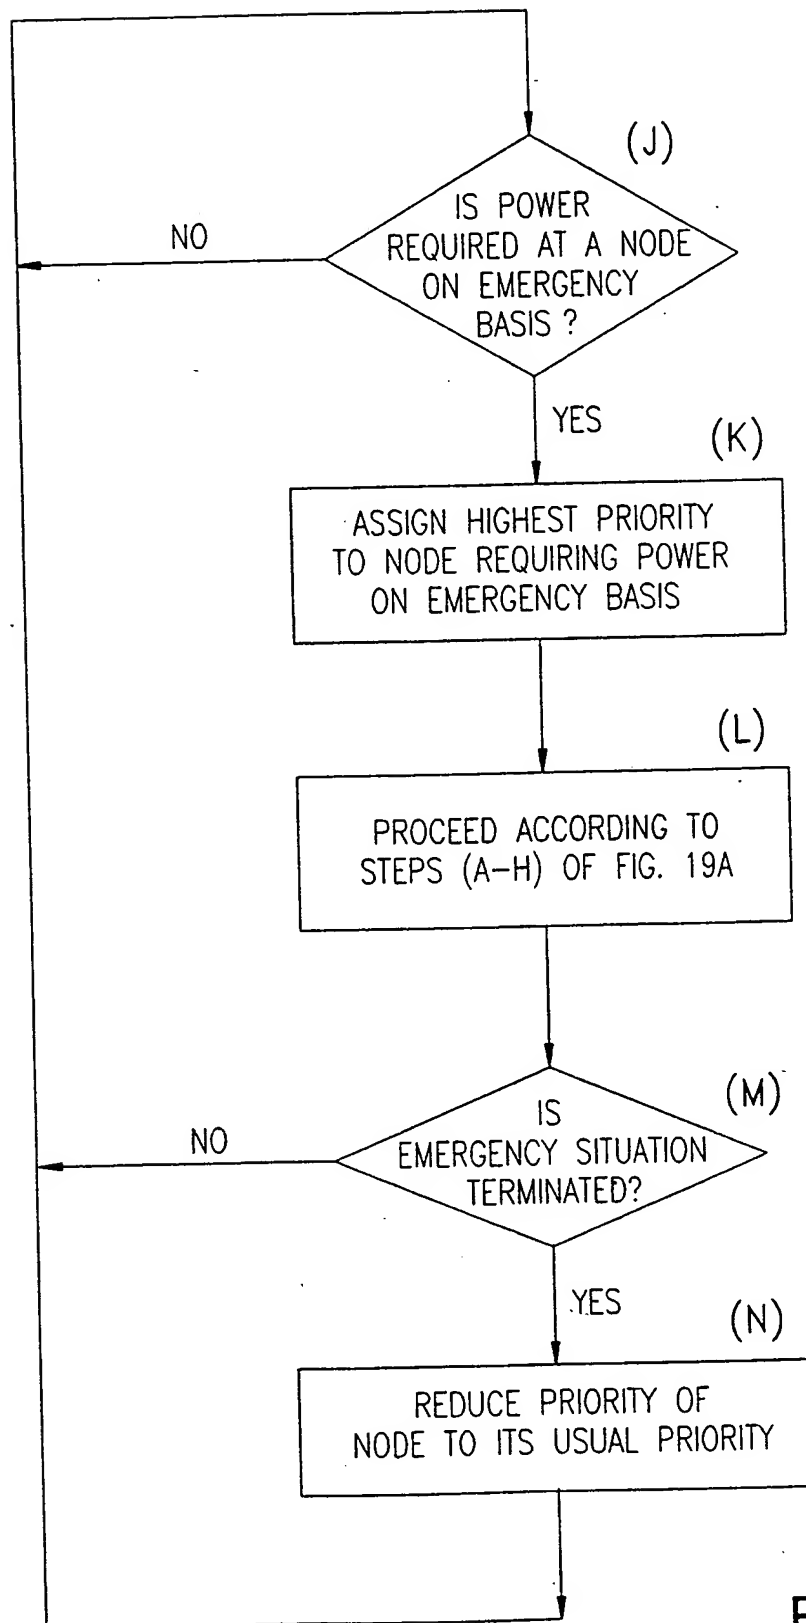 (J)
IS POWER
REQUIRED AT A NODE
ON EMERGENCY
BASIS ?
NO
YES
(K)
ASSIGN HIGHEST PRIORITY
TO NODE REQUIRING POWER
ON EMERGENCY BASIS
(L)
PROCEED ACCORDING TO
STEPS (A-H) OF FIG. 19A
(M)
IS
EMERGENCY SITUATION
TERMINATED?
NO
YES
(N)
REDUCE PRIORITY OF
NODE TO ITS USUAL PRIORITY